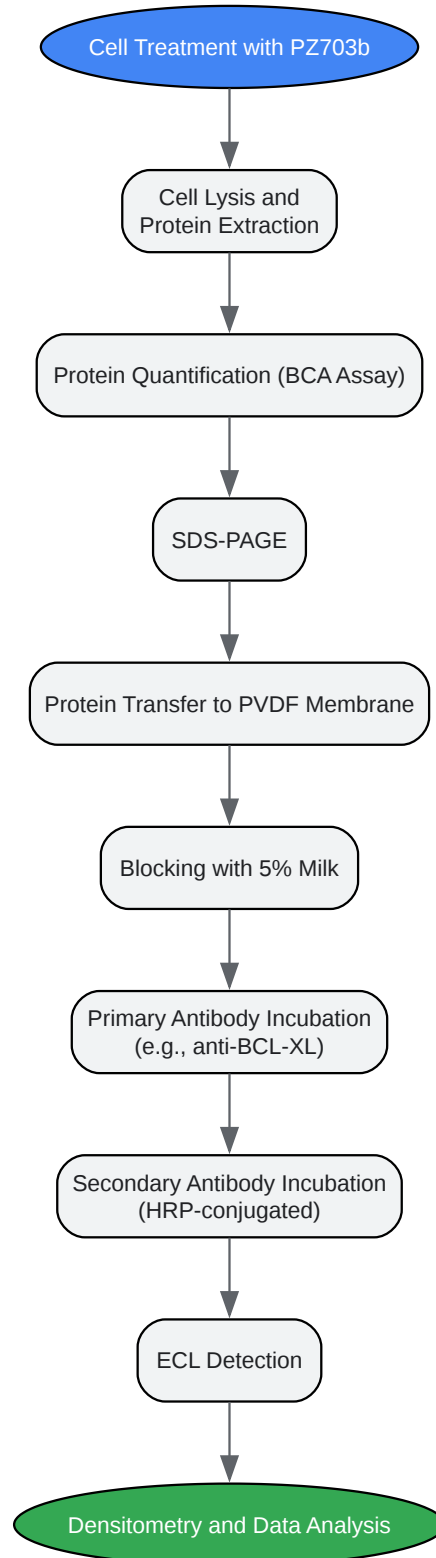 Cell Treatment with PZ703b
Cell Lysis and
Protein Extraction
Protein Quantification (BCA Assay)
SDS-PAGE
Protein Transfer to PVDF Membrane
Blocking with 5% Milk
Primary Antibody Incubation
(e.g., anti-BCL-XL)
Secondary Antibody Incubation
(HRP-conjugated)
ECL Detection
Densitometry and Data Analysis